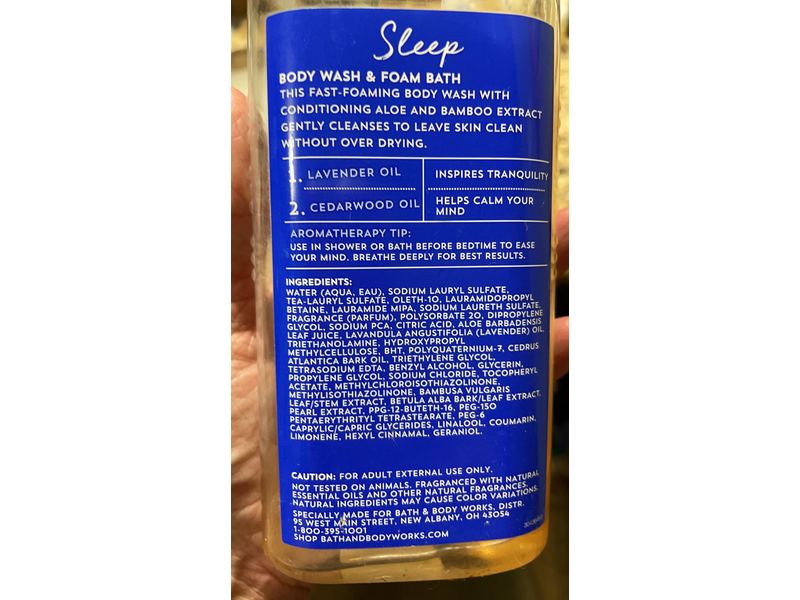 Sleep
BODY WASH & FOAM BATH
THIS FAST-FOAMING BODY WASH WITH
CONDITIONING ALOE AND BAMBOO EXTRACT
GENTLY CLEANSES TO LEAVE SKIN CLEAN
WITHOUT OVER DRYING.
1. LAVENDER OIL INSPIRES TRANQUILITY
2. CEDARWOOD OIL HELPS CALM YOUR
MIND
AROMATHERAPY TIP:
USE IN SHOWER OR BATH BEFORE BEDTIME TO EASE
YOUR MIND. BREATHE DEEPLY FOR BEST RESULTS.
INGREDIENTS:
WATER (AQUA, EAU), SODIUM LAURYL SULFATE,
TEA-LAURYL SULFATE, OLETH-10, LAURAMIDOPROPYL
BETAINE, LAURAMIDE MIPA, SODIUM LAURETH SULFATE,
FRAGRANCE (PARFUM), POLYSORBATE 20, DIPROPYLENE
GLYCOL, SODIUM PCA, CITRIC ACID, ALOE BARBADENSIS
LEAF JUICE, LAVANDULA ANGUSTIFOLIA (LAVENDER) OIL,
TRIETHANOLAMINE, HYDROXYPROPYL
METHYLCELLULOSE, BHT, POLYQUATERNIUM-7, CEDRUS
ATLANTICA BARK OIL, TRIETHYLENE GLYCOL,
TETRASODIUM EDTA, BENZYL ALCOHOL, GLYCERIN,
PROPYLENE GLYCOL, SODIUM CHLORIDE, TOCOPHERYL
ACETATE, METHYLCHLOROISOTHIAZOLINONE,
METHYLISOTHIAZOLINONE, BAMBUSA VULGARIS
LEAF/STEM EXTRACT, BETULA ALBA BARK/LEAF EXTRACT,
PEARL EXTRACT, PPG-12-BUTETH-16, PEG-150
PENTAERYTHRITYL TETRASTEARATE, PEG-6
CAPRYLIC/CAPRIC GLYCERIDES, LINALOOL, COUMARIN,
LIMONENE, HEXYL CINNAMAL, GERANIOL.
CAUTION: FOR ADULT EXTERNAL USE ONLY.
NOT TESTED ON ANIMALS. FRAGRANCED WITH NATURAL
ESSENTIAL OILS AND OTHER NATURAL FRAGRANCES.
NATURAL INGREDIENTS MAY CAUSE COLOR VARIATIONS.
SPECIALLY MADE FOR BATH & BODY WORKS, DISTR.
95 WEST MAIN STREET, NEW ALBANY, OH 43054
1-800-395-1001
SHOP BATHANDBODYWORKS.COM